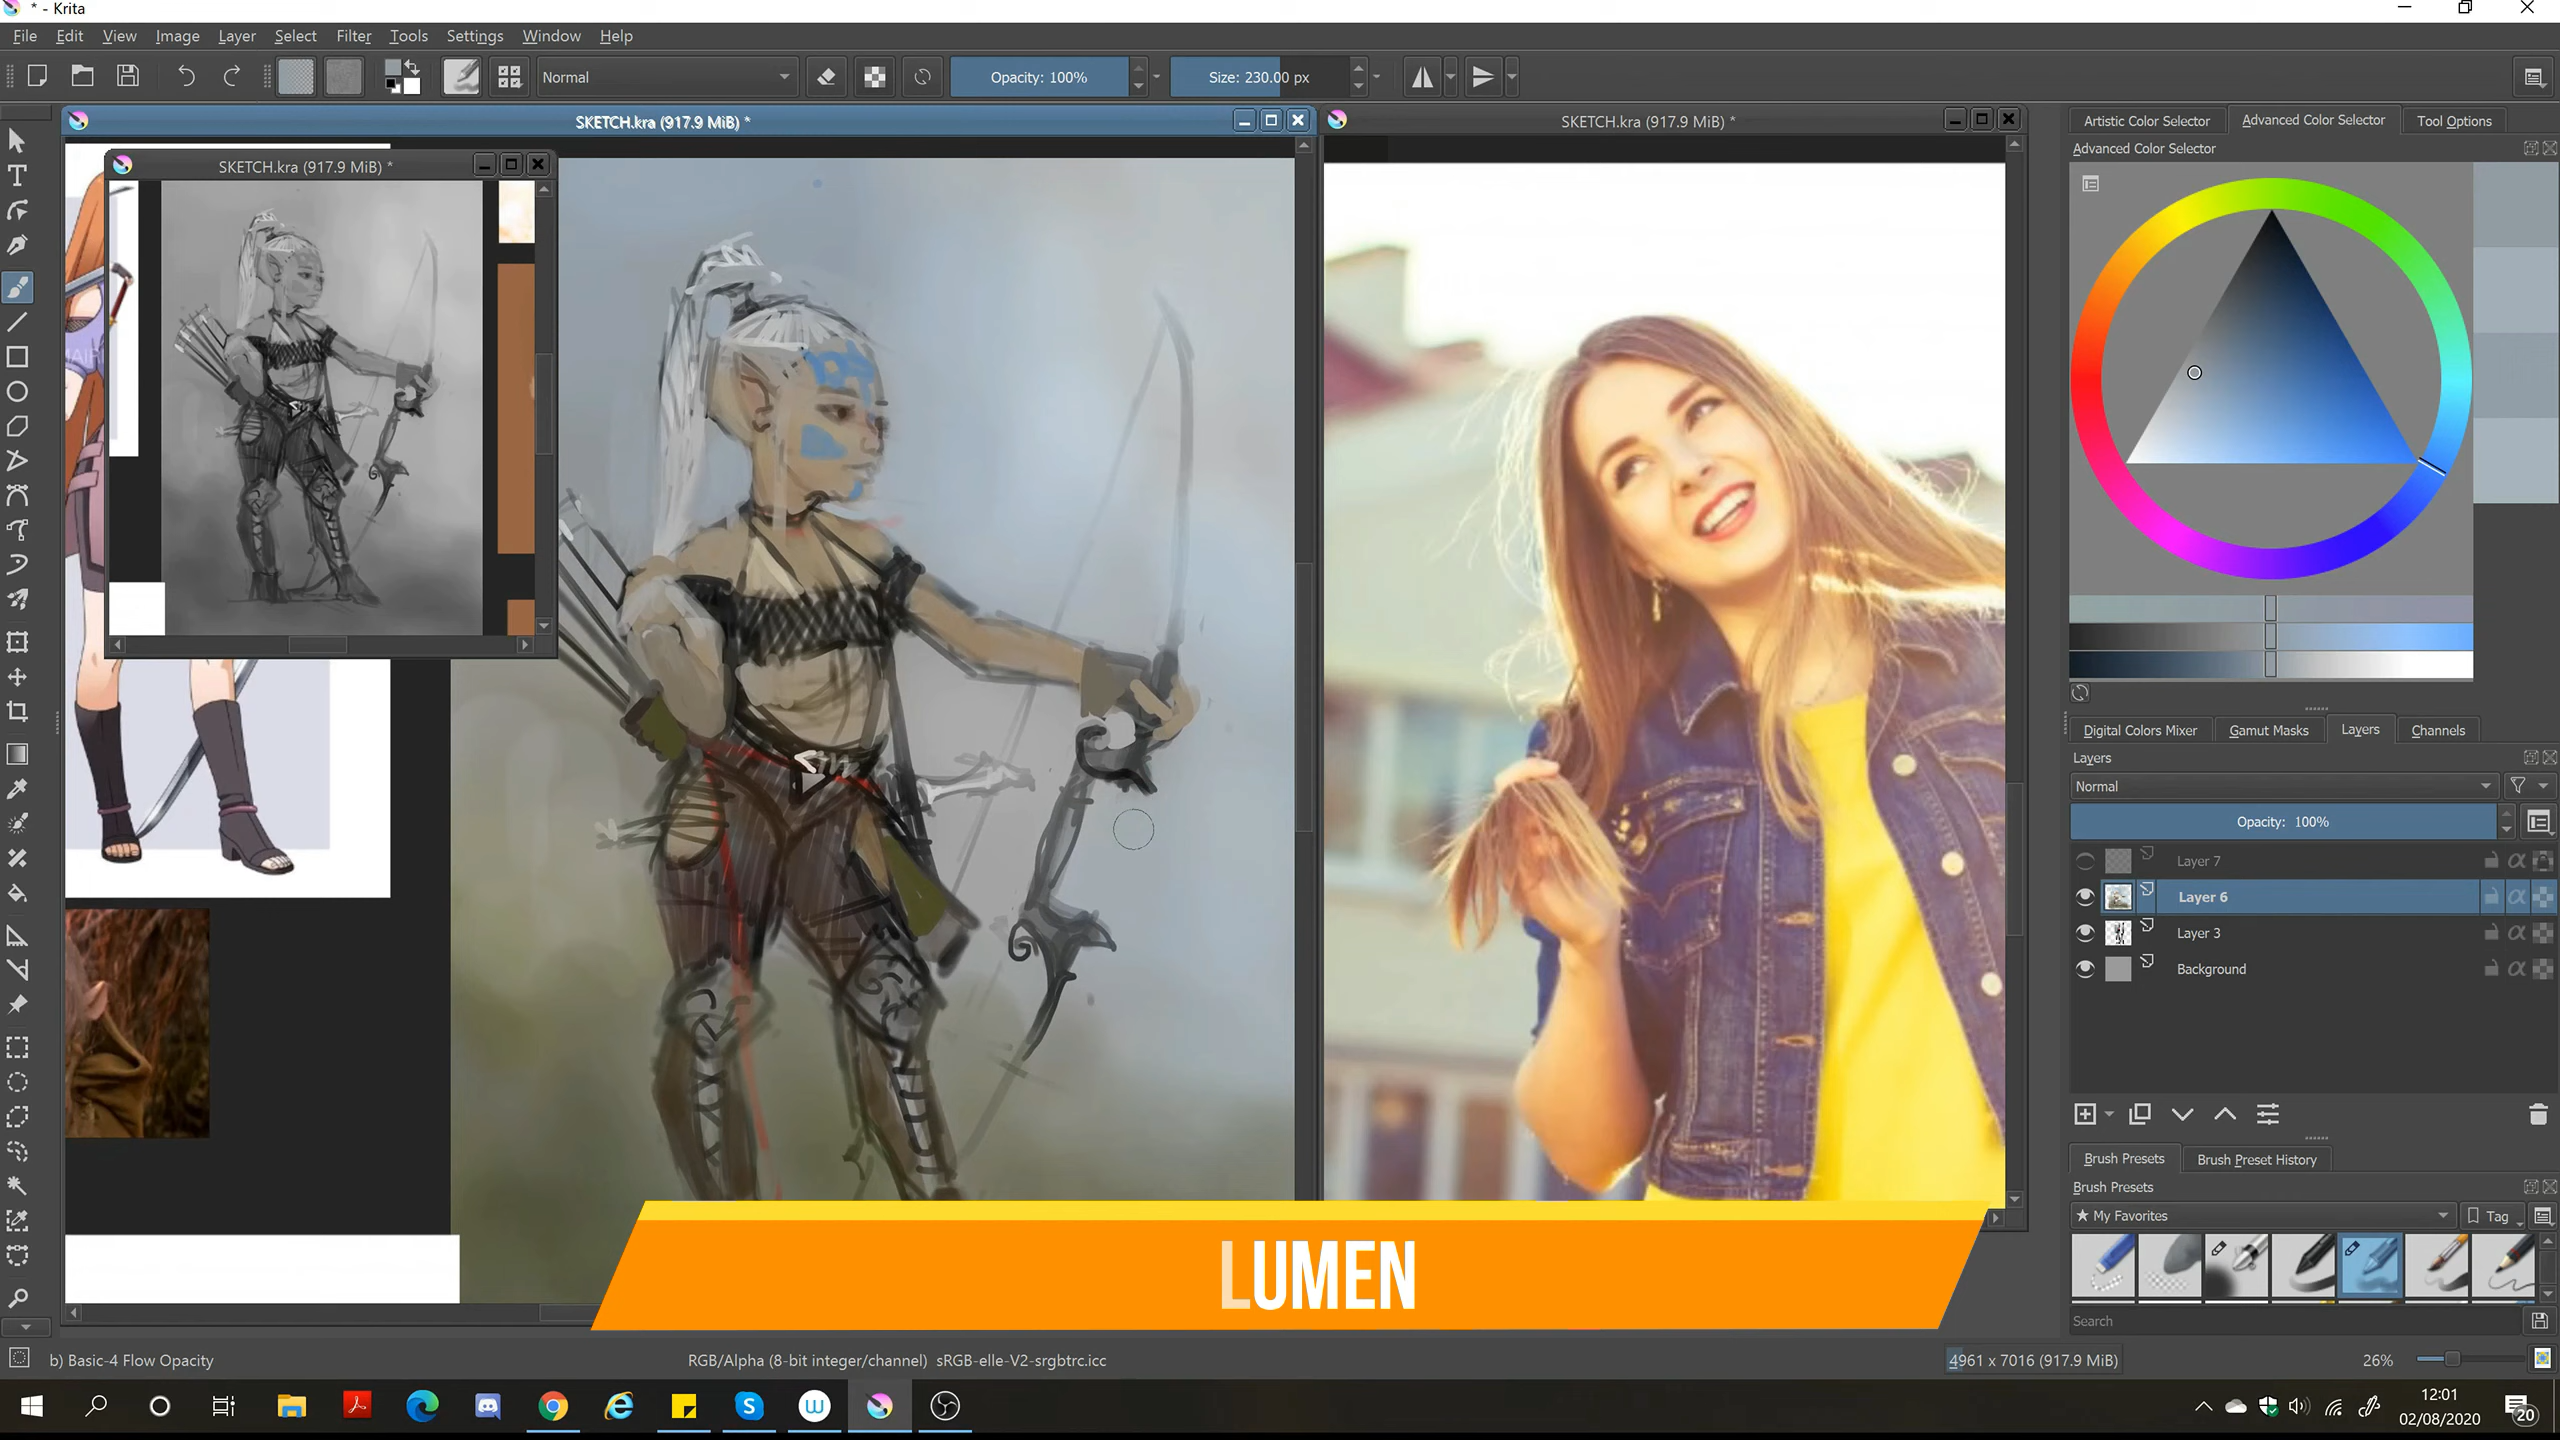 * - Krita
File Edit View Image Layer Select Filter Tools Settings Window Help
Normal Opacity: 100% Size: 230.00 px
SKETCH.kra (917.9 MiB) *
SKETCH.kra (917.9 MiB) *
SKETCH.kra (917.9 MiB) *
Artistic Color Selector Advanced Color Selector Tool Options
Advanced Color Selector
Digital Colors Mixer Gamut Masks Layers Channels
Layers
Normal
Opacity: 100%
Layer 7
Layer 6
Layer 3
Background
Brush Presets Brush Preset History
Brush Presets
★ My Favorites Tag
Search
LUMEN
b) Basic-4 Flow Opacity
RGB/Alpha (8-bit integer/channel) sRGB-elle-V2-srgbtrc.icc
4961 x 7016 (917.9 MiB)
26%
12:01
02/08/2020
20